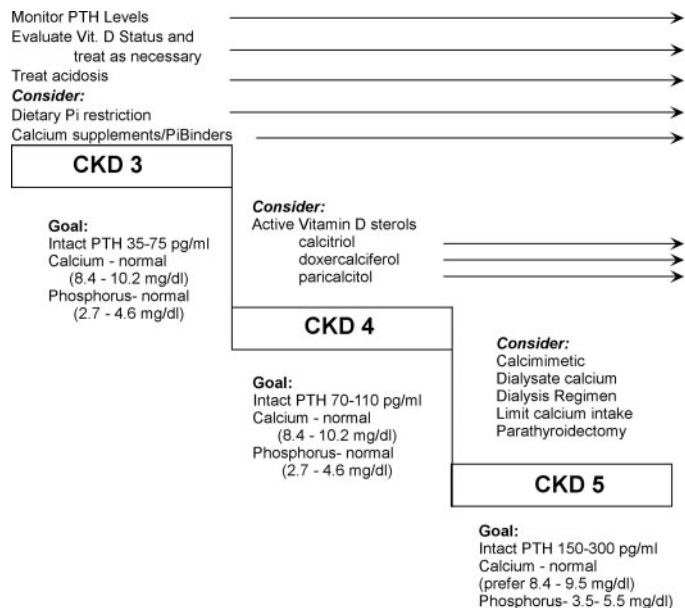 Monitor PTH Levels
Evaluate Vit. D Status and
treat as necessary
Treat acidosis
Consider:
Dietary Pi restriction
Calcium supplements/PiBinders
CKD 3
Goal:
Intact PTH 35-75 pg/ml
Calcium - normal
(8.4 - 10.2 mg/dl)
Phosphorus- normal
(2.7 - 4.6 mg/dl)
Consider:
Active Vitamin D sterols
calcitriol
doxercalciferol
paricalcitol
CKD 4
Goal:
Intact PTH 70-110 pg/ml
Calcium - normal
(8.4 - 10.2 mg/dl)
Phosphorus- normal
(2.7 - 4.6 mg/dl)
Consider:
Calcimimetic
Dialysate calcium
Dialysis Regimen
Limit calcium intake
Parathyroidectomy
CKD 5
Goal:
Intact PTH 150-300 pg/ml
Calcium - normal
(prefer 8.4 - 9.5 mg/dl)
Phosphorus- 3.5- 5.5 mg/dl)